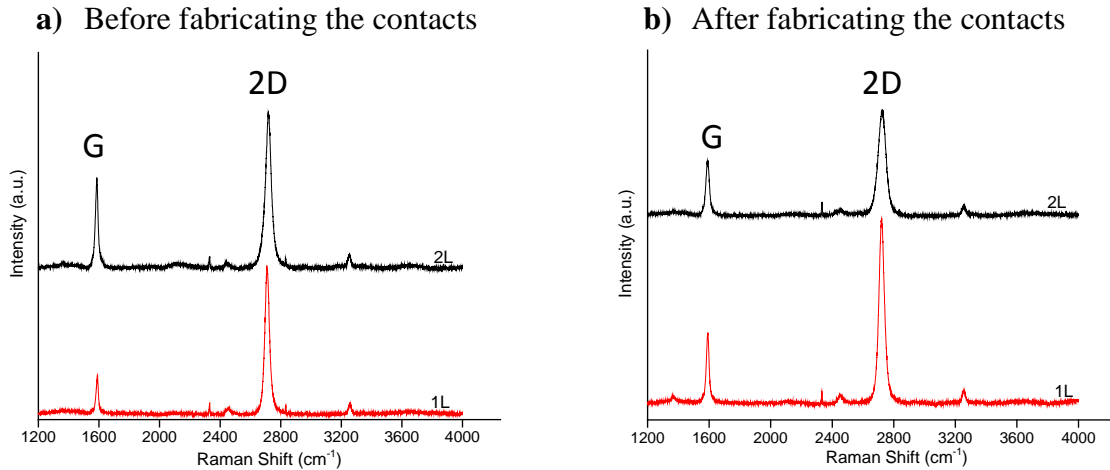 a) Before fabricating the contacts
2D
G
2L
1L
Intensity (a.u.)
1200 1600 2000 2400 2800 3200 3600 4000
Raman Shift (cm⁻¹)
b) After fabricating the contacts
2D
G
2L
1L
Intensity (a.u.)
1200 1600 2000 2400 2800 3200 3600 4000
Raman Shift (cm⁻¹)